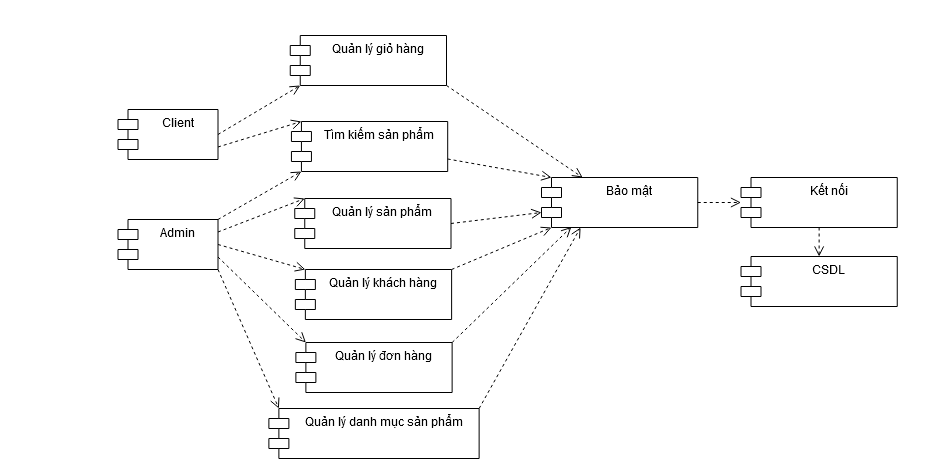 Quản lý giỏ hàng
Client
Tìm kiếm sản phẩm
Bảo mật
Kết nối
Quản lý sản phẩm
Admin
CSDL
Quản lý khách hàng
Quản lý đơn hàng
Quản lý danh mục sản phẩm